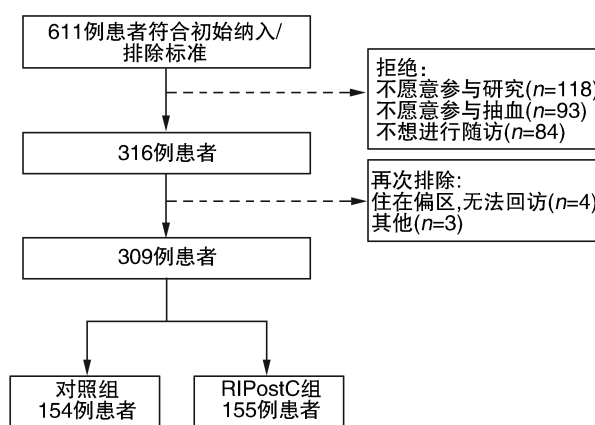 611例患者符合初始纳入/
排除标准
拒绝：
不愿意参与研究(n=118)
不愿意参与抽血(n=93)
不想进行随访(n=84)
316例患者
再次排除:
住在偏区,无法回访(n=4)
其他(n=3)
309例患者
对照组
154例患者
RIPostC组
155例患者